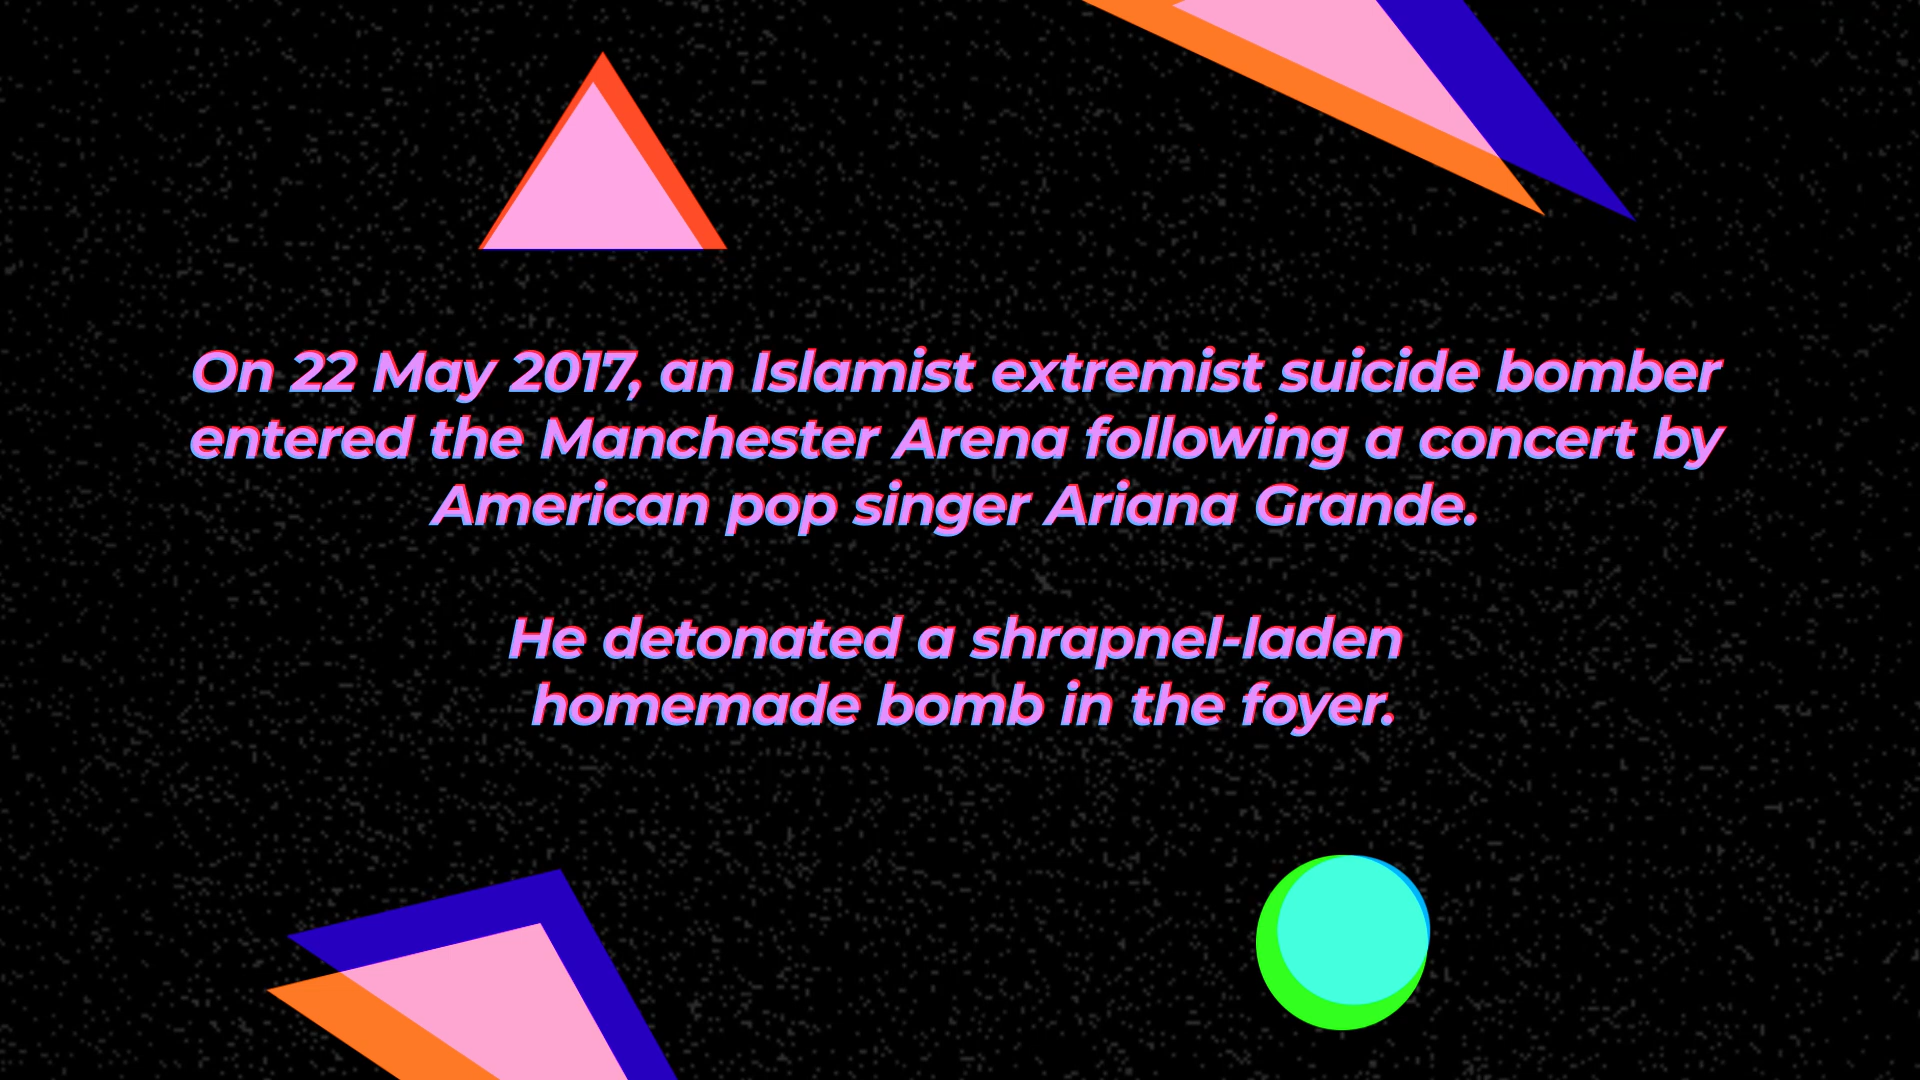 On 22 May 2017, an Islamist extremist suicide bomber
entered the Manchester Arena following a concert by
American pop singer Ariana Grande.
He detonated a shrapnel-laden
homemade bomb in the foyer.